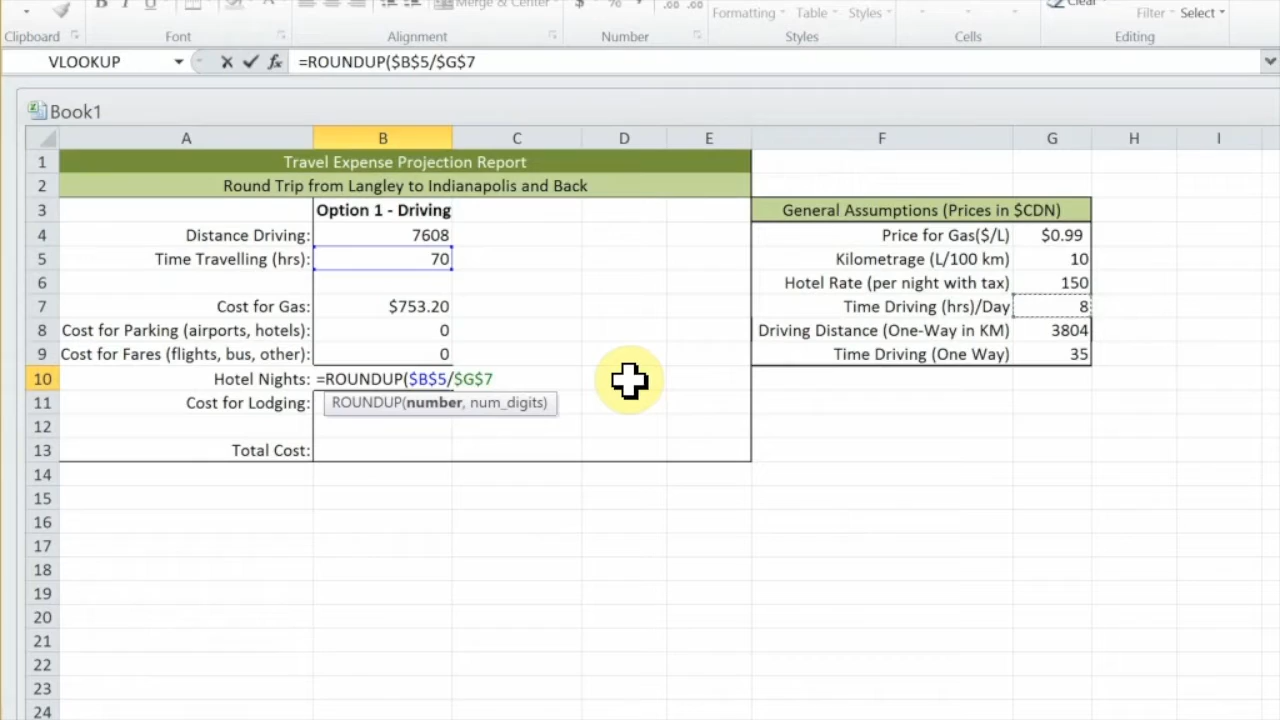 B I U Merge & Center $ % .00 .00 Formatting Table Styles Clear Filter Select
Clipboard Font Alignment Number Styles Cells Editing
VLOOKUP fx =ROUNDUP($B$5/$G$7
Book1
A B C D E F G H I
1 Travel Expense Projection Report
2 Round Trip from Langley to Indianapolis and Back
3 Option 1 - Driving General Assumptions (Prices in $CDN)
4 Distance Driving: 7608 Price for Gas($/L) $0.99
5 Time Travelling (hrs): 70 Kilometrage (L/100 km) 10
6 Hotel Rate (per night with tax) 150
7 Cost for Gas: $753.20 Time Driving (hrs)/Day 8
8 Cost for Parking (airports, hotels): 0 Driving Distance (One-Way in KM) 3804
9 Cost for Fares (flights, bus, other): 0 Time Driving (One Way) 35
10 Hotel Nights: =ROUNDUP($B$5/$G$7
11 Cost for Lodging: ROUNDUP(number, num_digits)
12
13 Total Cost:
14
15
16
17
18
19
20
21
22
23
24